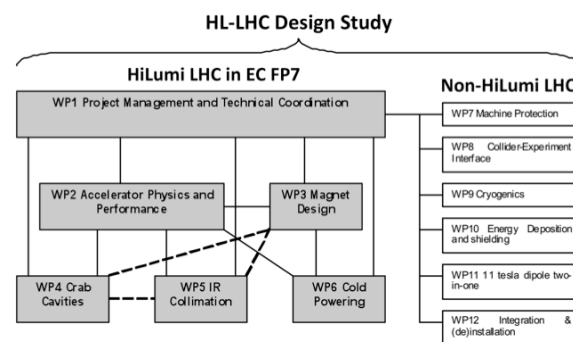 HL-LHC Design Study
HiLumi LHC in EC FP7
Non-HiLumi LHC
WP1 Project Management and Technical Coordination
WP7 Machine Protection
WP8 Collider-Experiment
Interface
WP2 Accelerator Physics and
Performance
WP3 Magnet
Design
WP9 Cryogenics
WP10 Energy Deposition
and shielding
WP4 Crab
Cavities
WP5 IR
Collimation
WP6 Cold
Powering
WP11 11 tesla dipole two-
in-one
WP12 Integration &
(de)installation